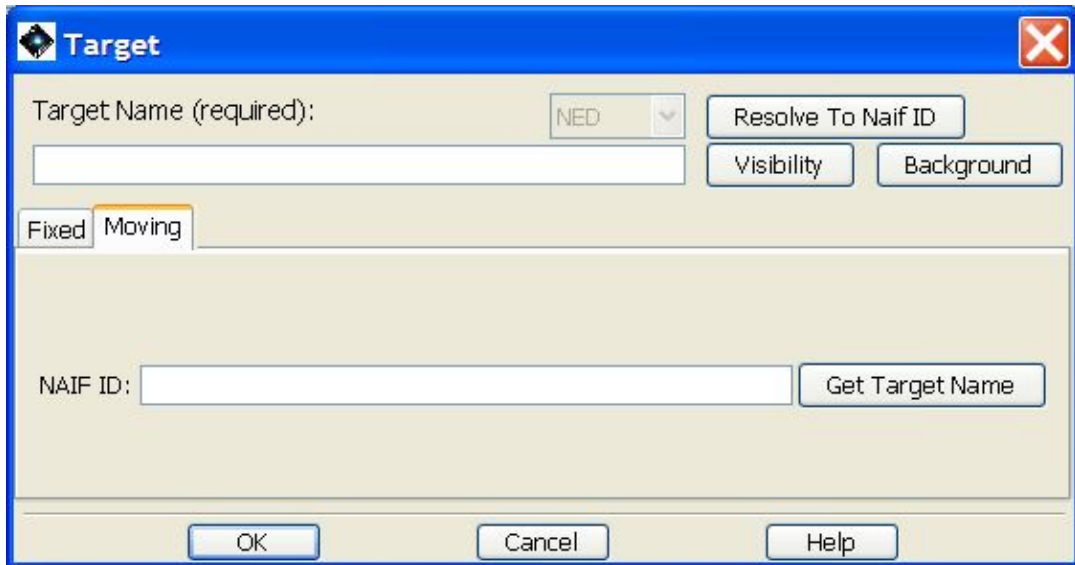 Target
Target Name (required):
NED
Resolve To Naif ID
Visibility
Background
Fixed
Moving
NAIF ID:
Get Target Name
OK
Cancel
Help